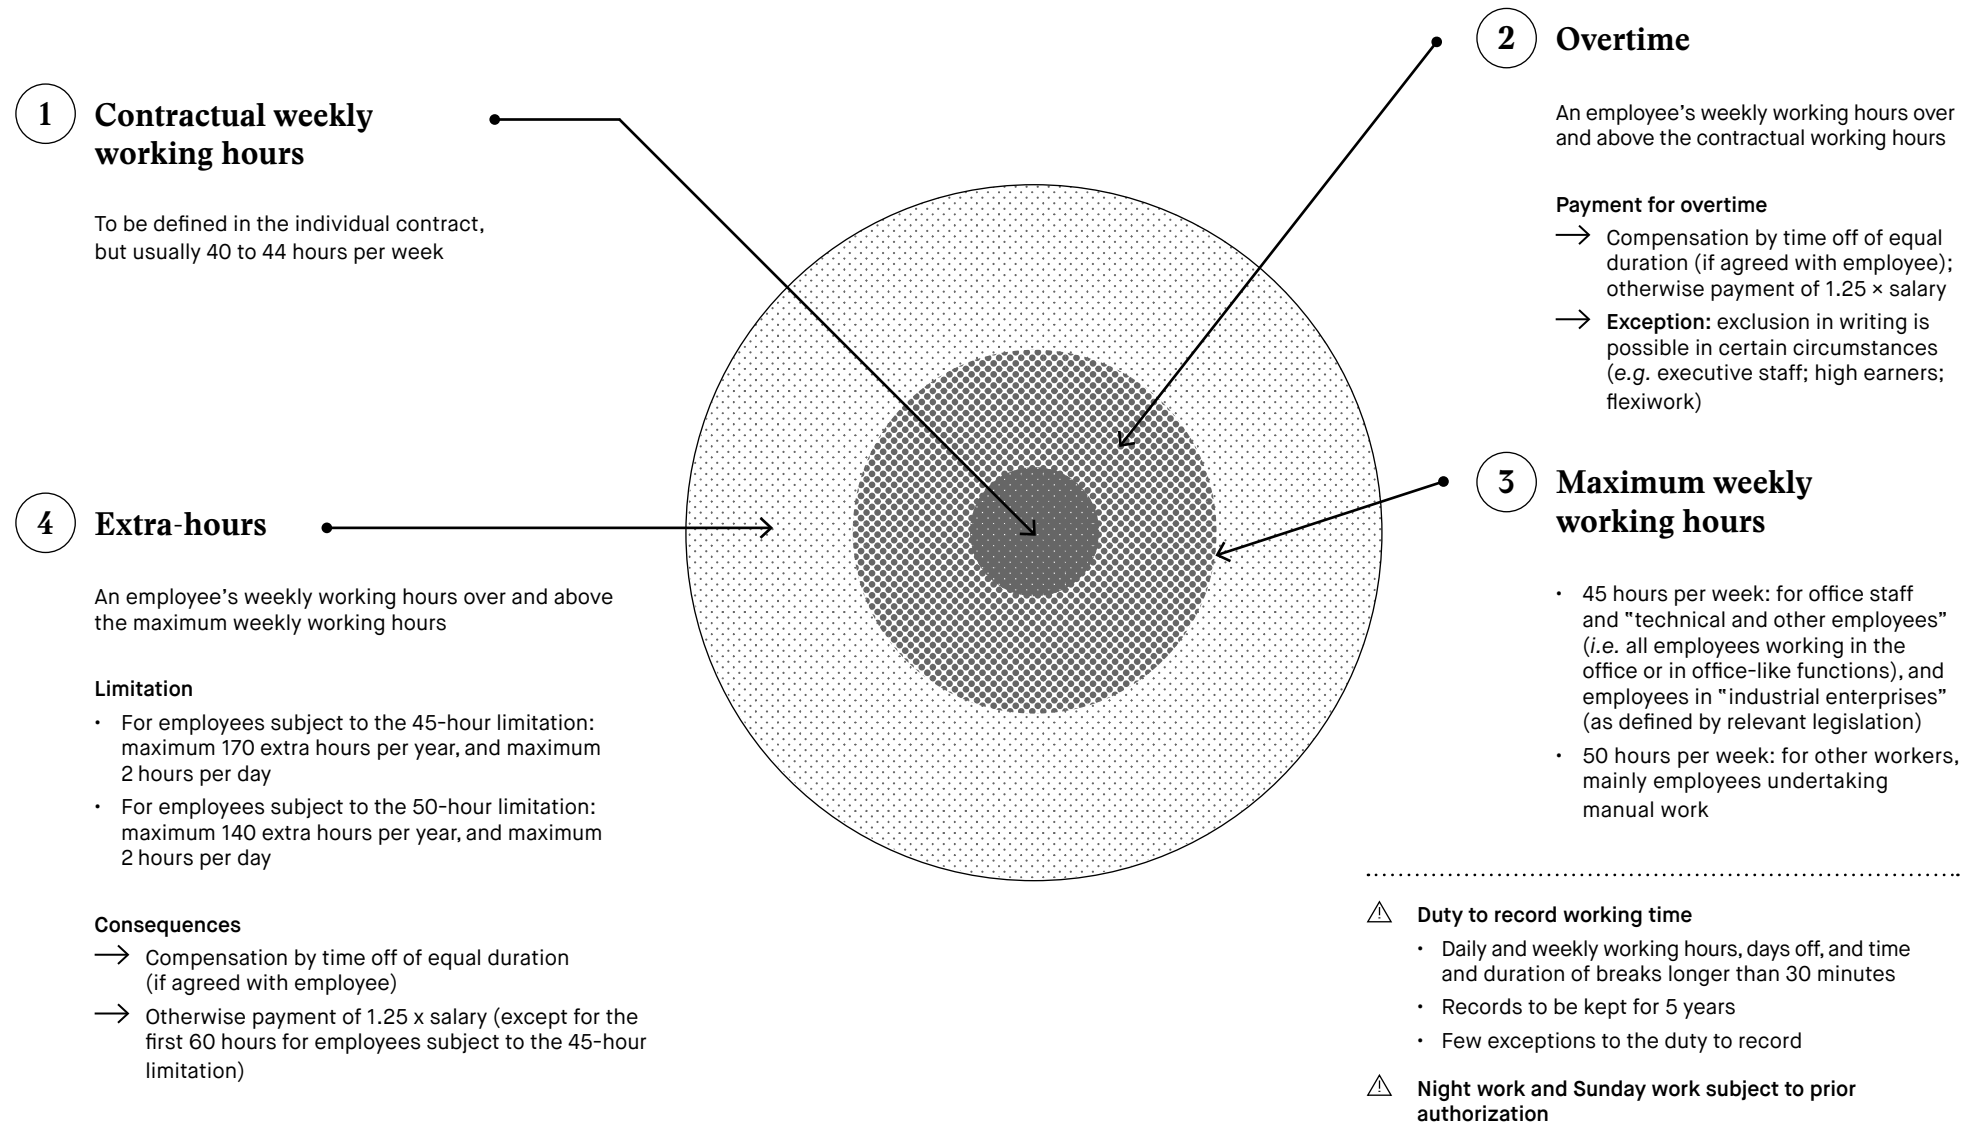 1
Contractual weekly
working hours
To be defined in the individual contract,
but usually 40 to 44 hours per week
2
Overtime
An employee’s weekly working hours over
and above the contractual working hours
Payment for overtime
→ Compensation by time off of equal
duration (if agreed with employee);
otherwise payment of 1.25 × salary
→ Exception: exclusion in writing is
possible in certain circumstances
(e.g. executive staff; high earners;
flexiwork)
3
Maximum weekly
working hours
• 45 hours per week: for office staff
and “technical and other employees”
(i.e. all employees working in the
office or in office-like functions), and
employees in “industrial enterprises”
(as defined by relevant legislation)
• 50 hours per week: for other workers,
mainly employees undertaking
manual work
4
Extra-hours
An employee’s weekly working hours over and above
the maximum weekly working hours
Limitation
• For employees subject to the 45-hour limitation:
maximum 170 extra hours per year, and maximum
2 hours per day
• For employees subject to the 50-hour limitation:
maximum 140 extra hours per year, and maximum
2 hours per day
Consequences
→ Compensation by time off of equal duration
(if agreed with employee)
→ Otherwise payment of 1.25 x salary (except for the
first 60 hours for employees subject to the 45-hour
limitation)
Duty to record working time
• Daily and weekly working hours, days off, and time
and duration of breaks longer than 30 minutes
• Records to be kept for 5 years
• Few exceptions to the duty to record
Night work and Sunday work subject to prior
authorization